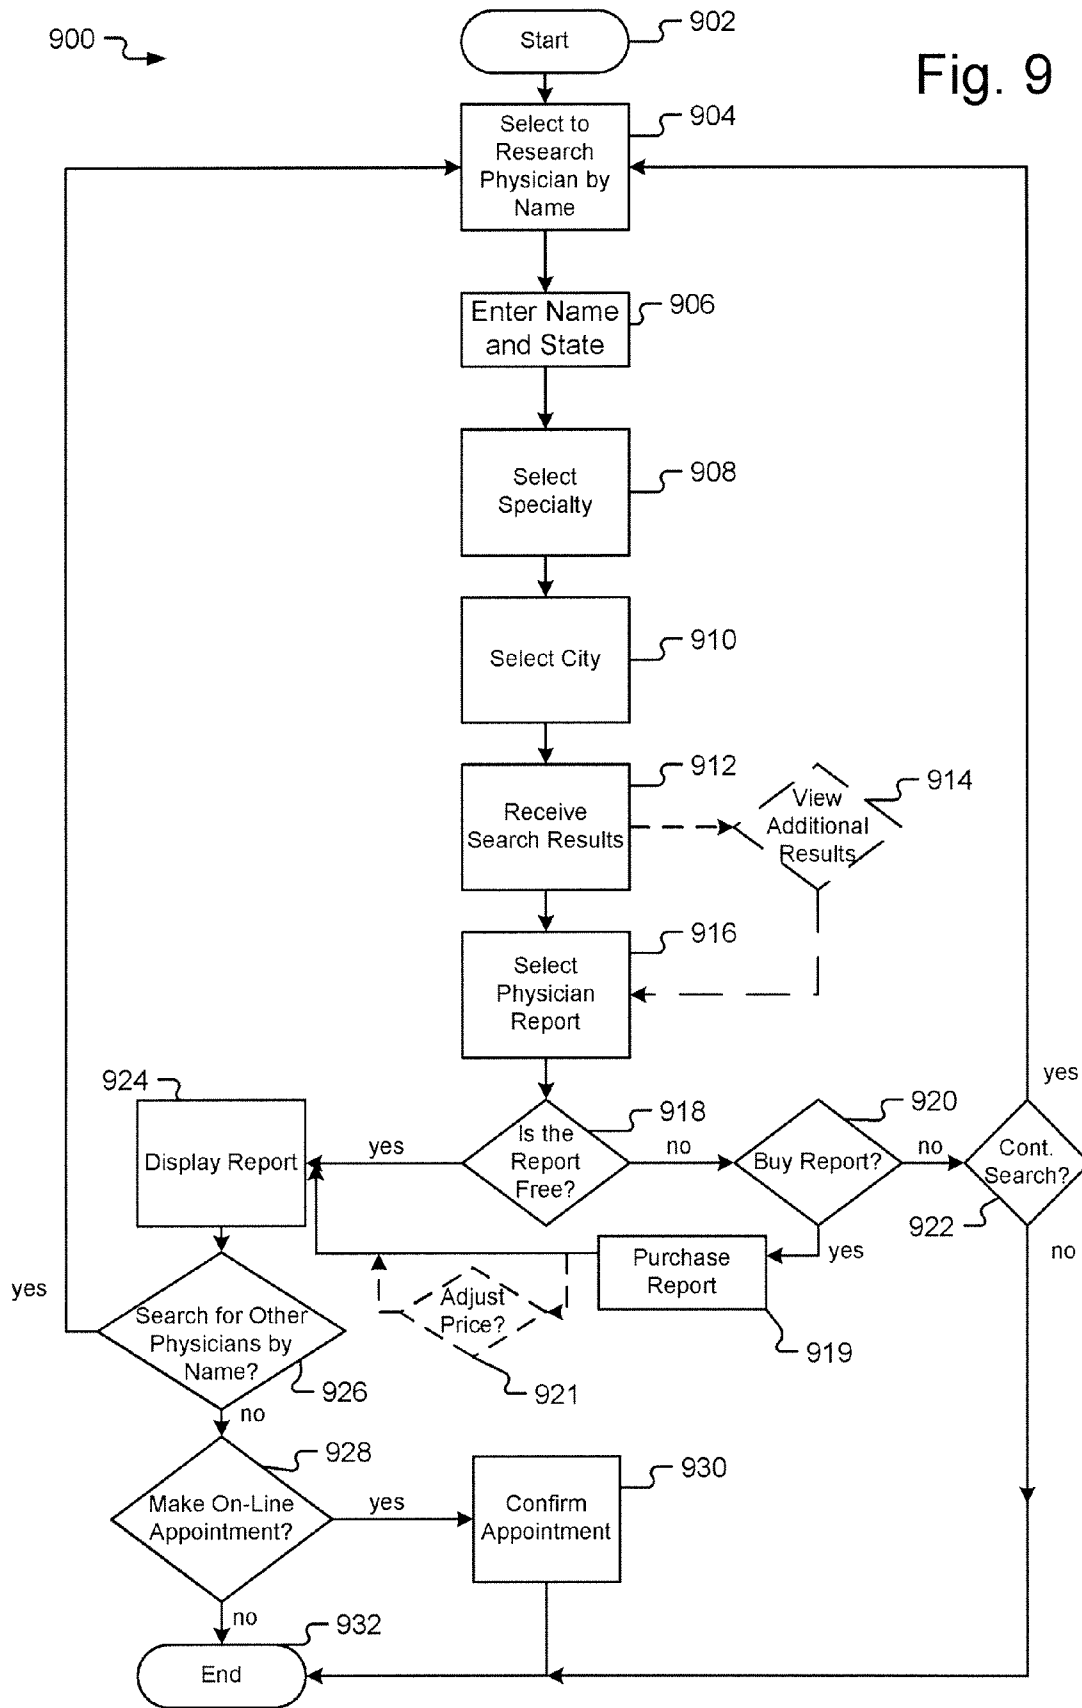 900
Start
902
Fig. 9
Select to
Research
Physician by
Name
904
Enter Name
and State
906
Select
Specialty
908
Select City
910
Receive
Search Results
912
View
Additional
Results
914
Select
Physician
Report
916
924
Display Report
yes
Is the
Report
Free?
918
no
Buy Report?
920
no
yes
Cont.
Search?
922
no
yes
Purchase
Report
919
Adjust
Price?
921
yes
Search for Other
Physicians by
Name?
926
no
Make On-Line
Appointment?
928
yes
Confirm
Appointment
930
no
End
932